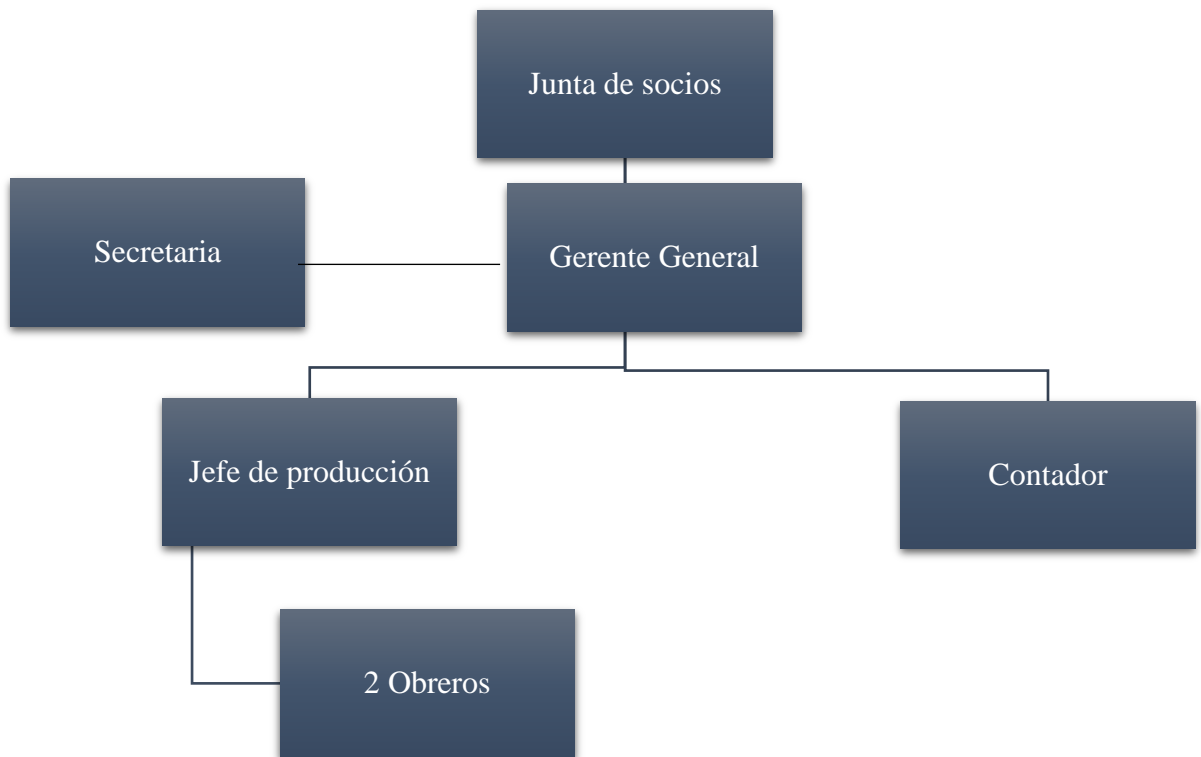 Junta de socios
Secretaria
Gerente General
Jefe de producción
Contador
2 Obreros